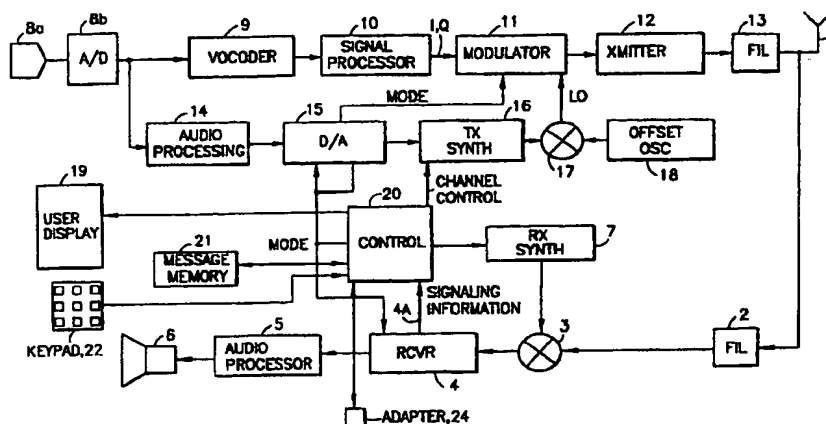 8a
8b
A/D
9
VOCODER
10
SIGNAL
PROCESSOR
I,Q
11
MODULATOR
12
XMITTER
13
FIL
14
AUDIO
PROCESSING
15
D/A
MODE
16
TX
SYNTH
LO
17
OFFSET
OSC
18
19
USER
DISPLAY
20
CONTROL
CHANNEL
CONTROL
MODE
21
MESSAGE
MEMORY
KEYPAD,22
RX
SYNTH
7
SIGNALING
INFORMATION
4A
6
5
AUDIO
PROCESSOR
RCVR
4
3
2
FIL
ADAPTER,24